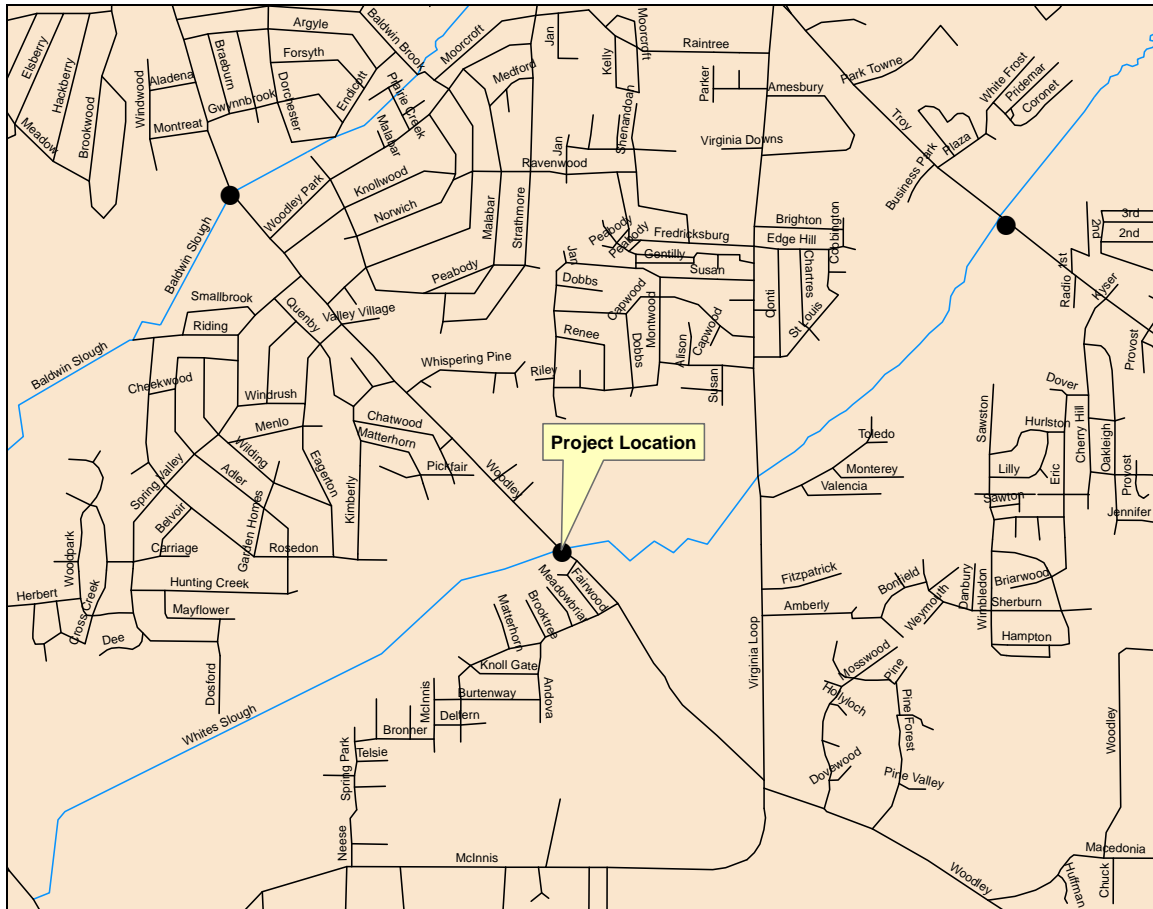 Elsberry
Hackberry
Meadow
Brookwood
Windwood
Aladena
Montreat
Braeburn
Gwynnbrook
Argyle
Forsyth
Dorchester
Endicott
Baldwin Brook
Moorcroft
Prairie Creek
Malabar
Medford
Jan
Kelly
Moorcroft
Raintree
Parker
Amesbury
Virginia Downs
Shenandoah
Jan
Ravenwood
Park Towne
Troy
Business Park
Plaza
White Frost
Pridemar
Coronet
2nd
3rd
2nd
1st
Radio
Kyser
Provost
Baldwin Slough
Woodley Park
Knollwood
Norwich
Malabar
Strathmore
Peabody
Peabody
Peabody
Fredricksburg
Gentilly
Susan
Brighton
Edge Hill
Cobbington
Chartres
Conti
St Louis
Jan
Dobbs
Capwood
Montwood
Renee
Dobbs
Alison
Capwood
Riley
Susan
Smallbrook
Riding
Quenby
Valley Village
Baldwin Slough
Cheekwood
Windrush
Menlo
Wilding
Adler
Eagerton
Spring Valley
Whispering Pine
Chatwood
Matterhorn
Pickfair
Woodley
Project Location
Toledo
Monterey
Valencia
Sawston
Dover
Hurlston
Cherry Hill
Oakleigh
Lilly
Eric
Provost
Sawton
Jennifer
Woodpark
Belvoir
Carriage
Garden Homes
Rosedon
Kimberly
Hunting Creek
Herbert
Cross Creek
Mayflower
Dee
Dosford
Fairwood
Meadowbriar
Brooktree
Matterhorn
Knoll Gate
Andova
Burtenway
McInnis
Delfern
Bronner
Telsie
Spring Park
Neese
Whites Slough
McInnis
Virginia Loop
Fitzpatrick
Amberly
Bonfield
Weymouth
Danbury
Wimbledon
Briarwood
Sherburn
Hampton
Mosswood
Pine
Hollyloch
Pine Forest
Dovewood
Pine Valley
Woodley
Woodley
Macedonia
Huffman
Chuck